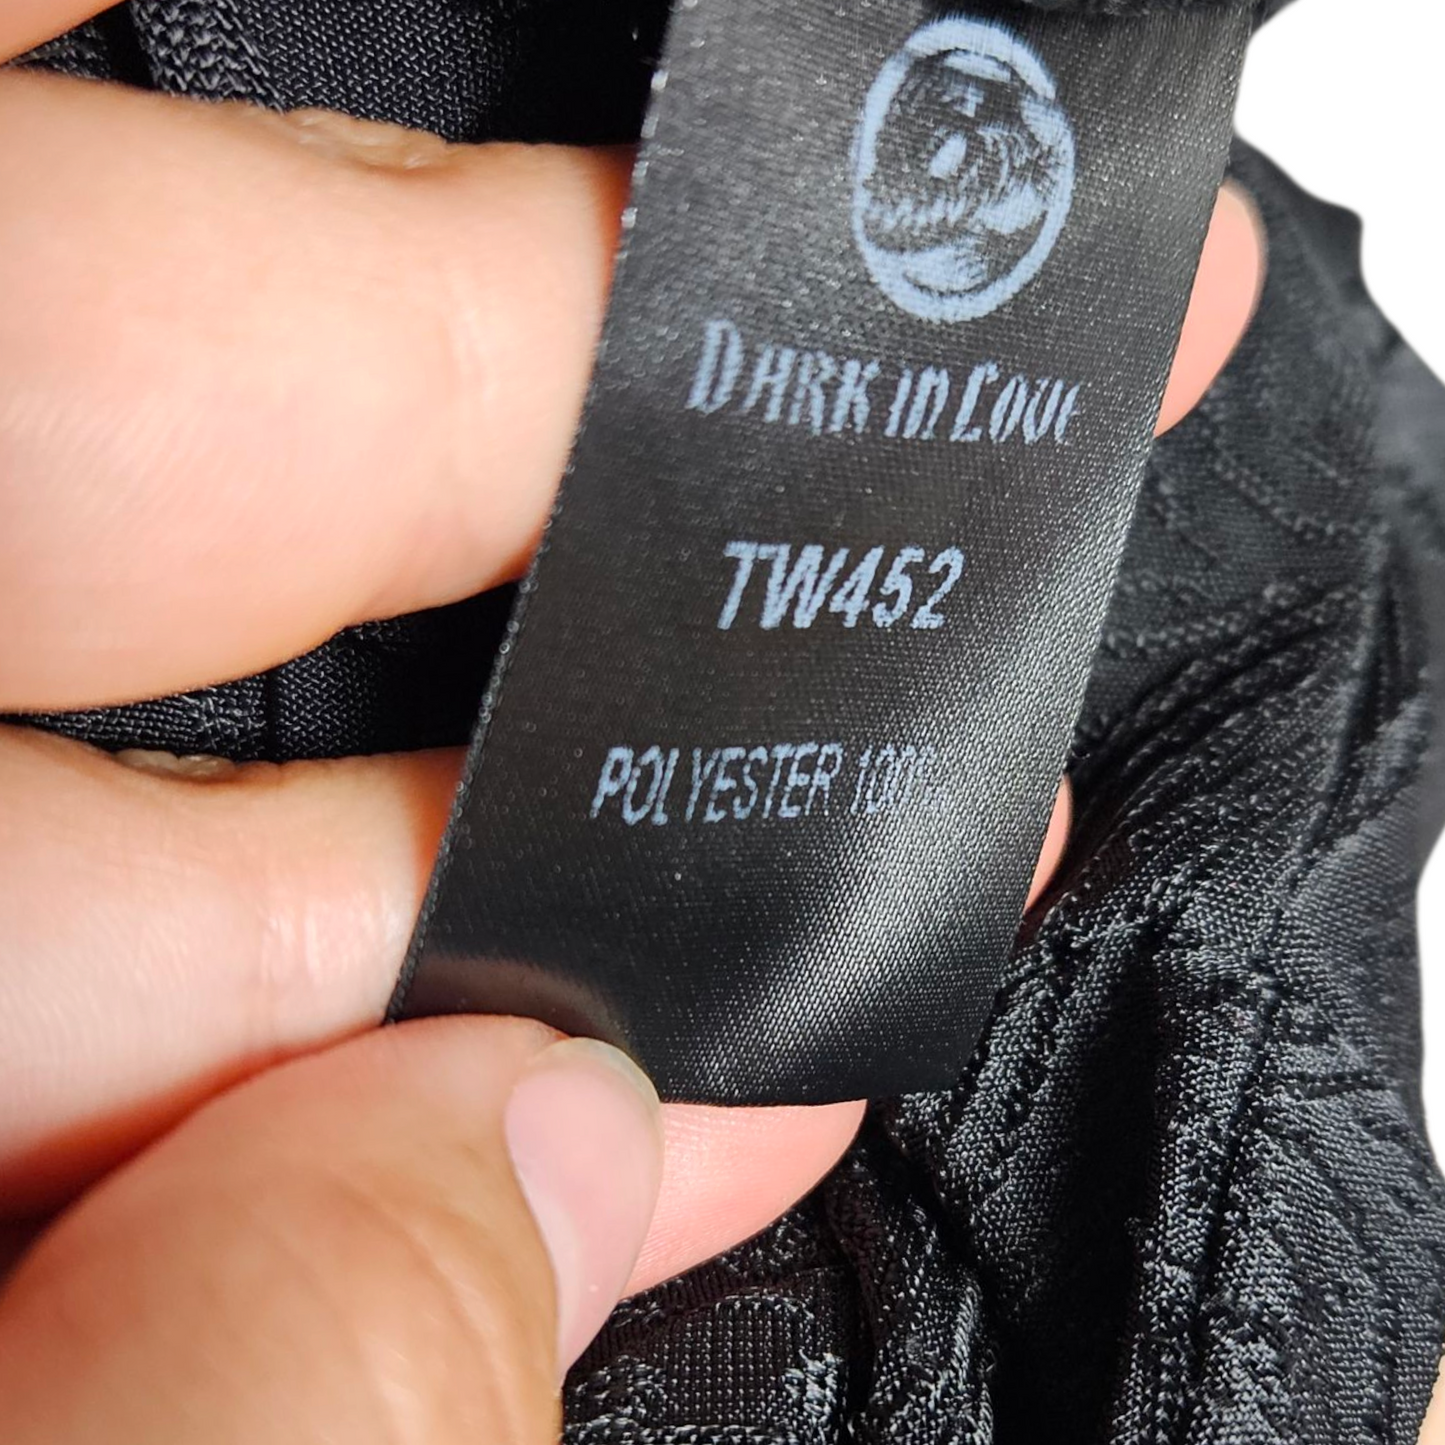 DARK IN LOVE
TW452
POLYESTER 100%